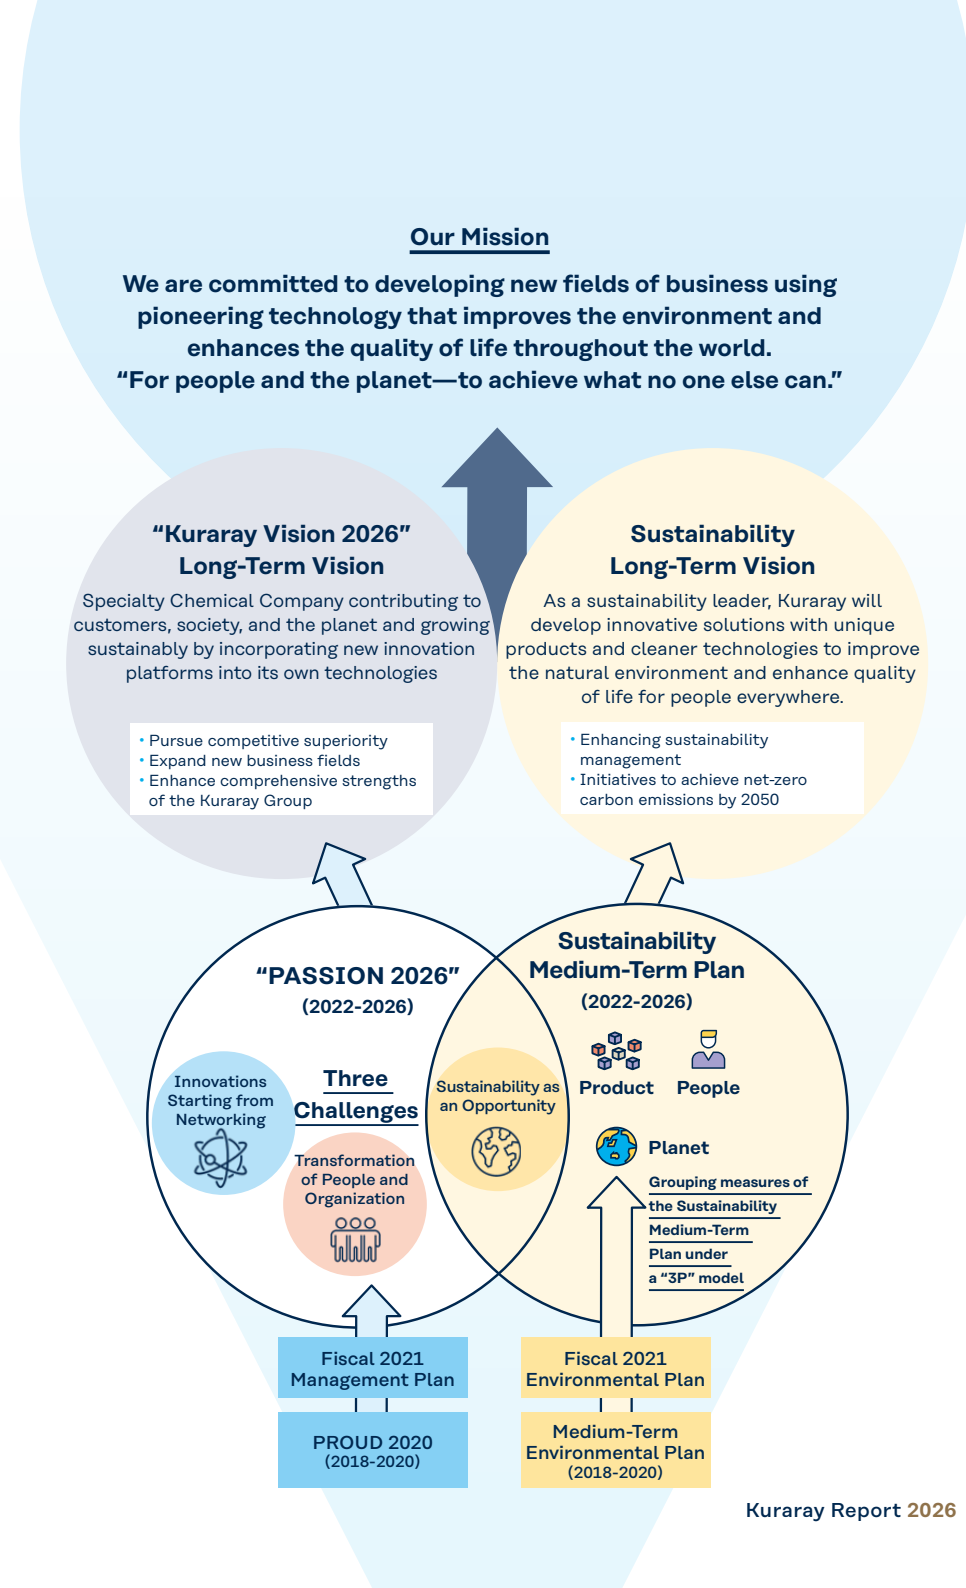 Our Mission
We are committed to developing new fields of business using
pioneering technology that improves the environment and
enhances the quality of life throughout the world.
“For people and the planet—to achieve what no one else can.”
“Kuraray Vision 2026”
Long-Term Vision
Specialty Chemical Company contributing to
customers, society, and the planet and growing
sustainably by incorporating new innovation
platforms into its own technologies
• Pursue competitive superiority
• Expand new business fields
• Enhance comprehensive strengths
of the Kuraray Group
Sustainability
Long-Term Vision
As a sustainability leader, Kuraray will
develop innovative solutions with unique
products and cleaner technologies to improve
the natural environment and enhance quality
of life for people everywhere.
• Enhancing sustainability
management
• Initiatives to achieve net-zero
carbon emissions by 2050
“PASSION 2026”
(2022-2026)
Three
Challenges
Innovations
Starting from
Networking
Transformation
of People and
Organization
Sustainability as
an Opportunity
Sustainability
Medium-Term Plan
(2022-2026)
Product
People
Planet
Grouping measures of
the Sustainability
Medium-Term
Plan under
a “3P” model
Fiscal 2021
Management Plan
PROUD 2020
(2018-2020)
Fiscal 2021
Environmental Plan
Medium-Term
Environmental Plan
(2018-2020)
Kuraray Report 2026